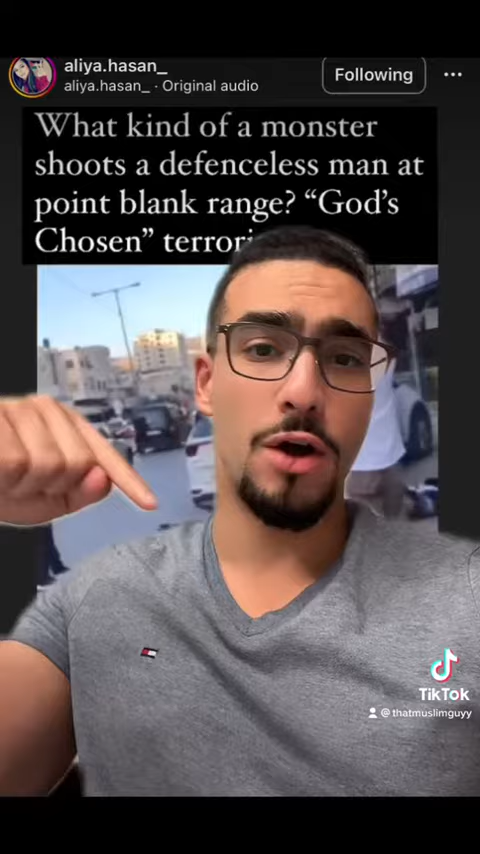 aliya.hasan_
Following
aliya.hasan_ · Original audio
What kind of a monster
shoots a defenceless man at
point blank range? “God’s
Chosen”
TikTok
@thatmuslimguyy